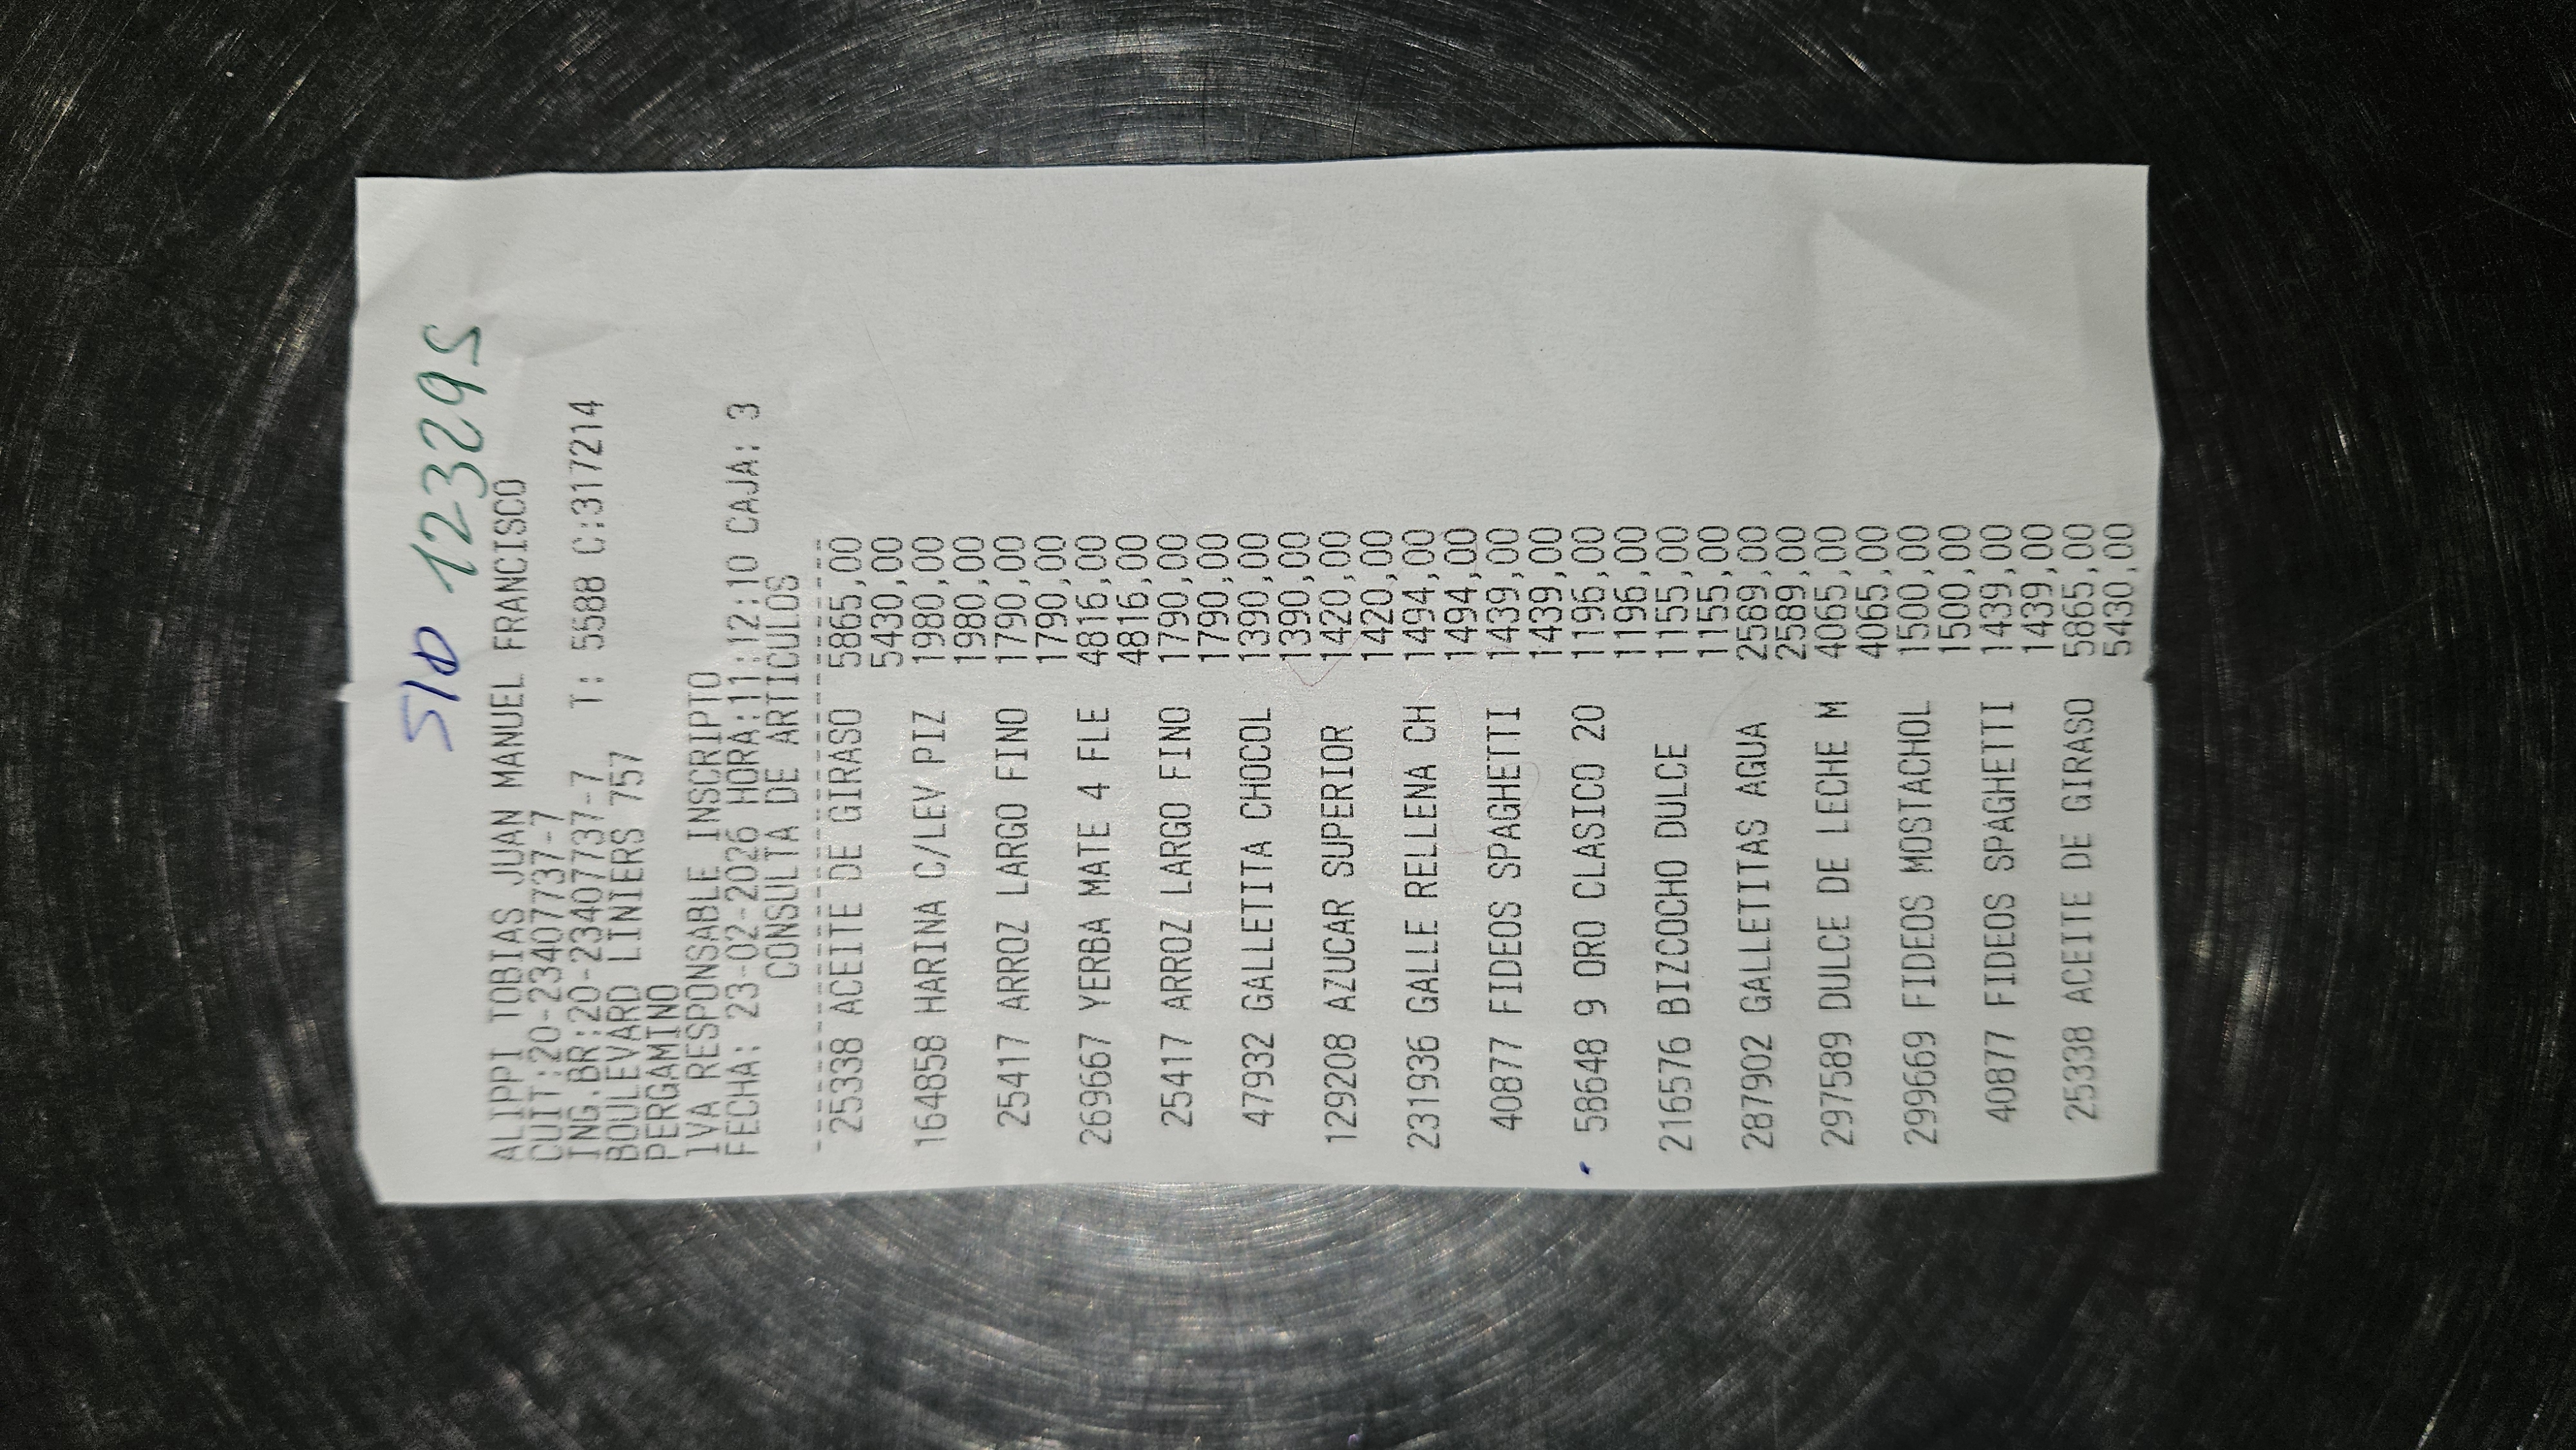 S/D 123295
ALIPPI TOBIAS JUAN MANUEL FRANCISCO
CUIT:20-23407737-7
ING.BR:20-23407737-7 T: 5588 C:317214
BOULEVARD LINIERS 757
PERGAMINO
IVA RESPONSABLE INSCRIPTO
FECHA: 23-02-2026 HORA:11:12:10 CAJA: 3
CONSULTA DE ARTICULOS
25338 ACEITE DE GIRASO 5865,00
5430,00
164858 HARINA C/LEV PIZ 1980,00
1980,00
25417 ARROZ LARGO FINO 1790,00
1790,00
269667 YERBA MATE 4 FLE 4816,00
4816,00
25417 ARROZ LARGO FINO 1790,00
1790,00
47932 GALLETITA CHOCOL 1390,00
1390,00
129208 AZUCAR SUPERIOR 1420,00
1420,00
231936 GALLE RELLENA CH 1494,00
1494,00
40877 FIDEOS SPAGHETTI 1439,00
1439,00
58648 9 ORO CLASICO 20 1196,00
1196,00
216576 BIZCOCHO DULCE 1155,00
1155,00
287902 GALLETITAS AGUA 2589,00
2589,00
297589 DULCE DE LECHE M 4065,00
4065,00
299669 FIDEOS MOSTACHOL 1500,00
1500,00
40877 FIDEOS SPAGHETTI 1439,00
1439,00
25338 ACEITE DE GIRASO 5865,00
5430,00